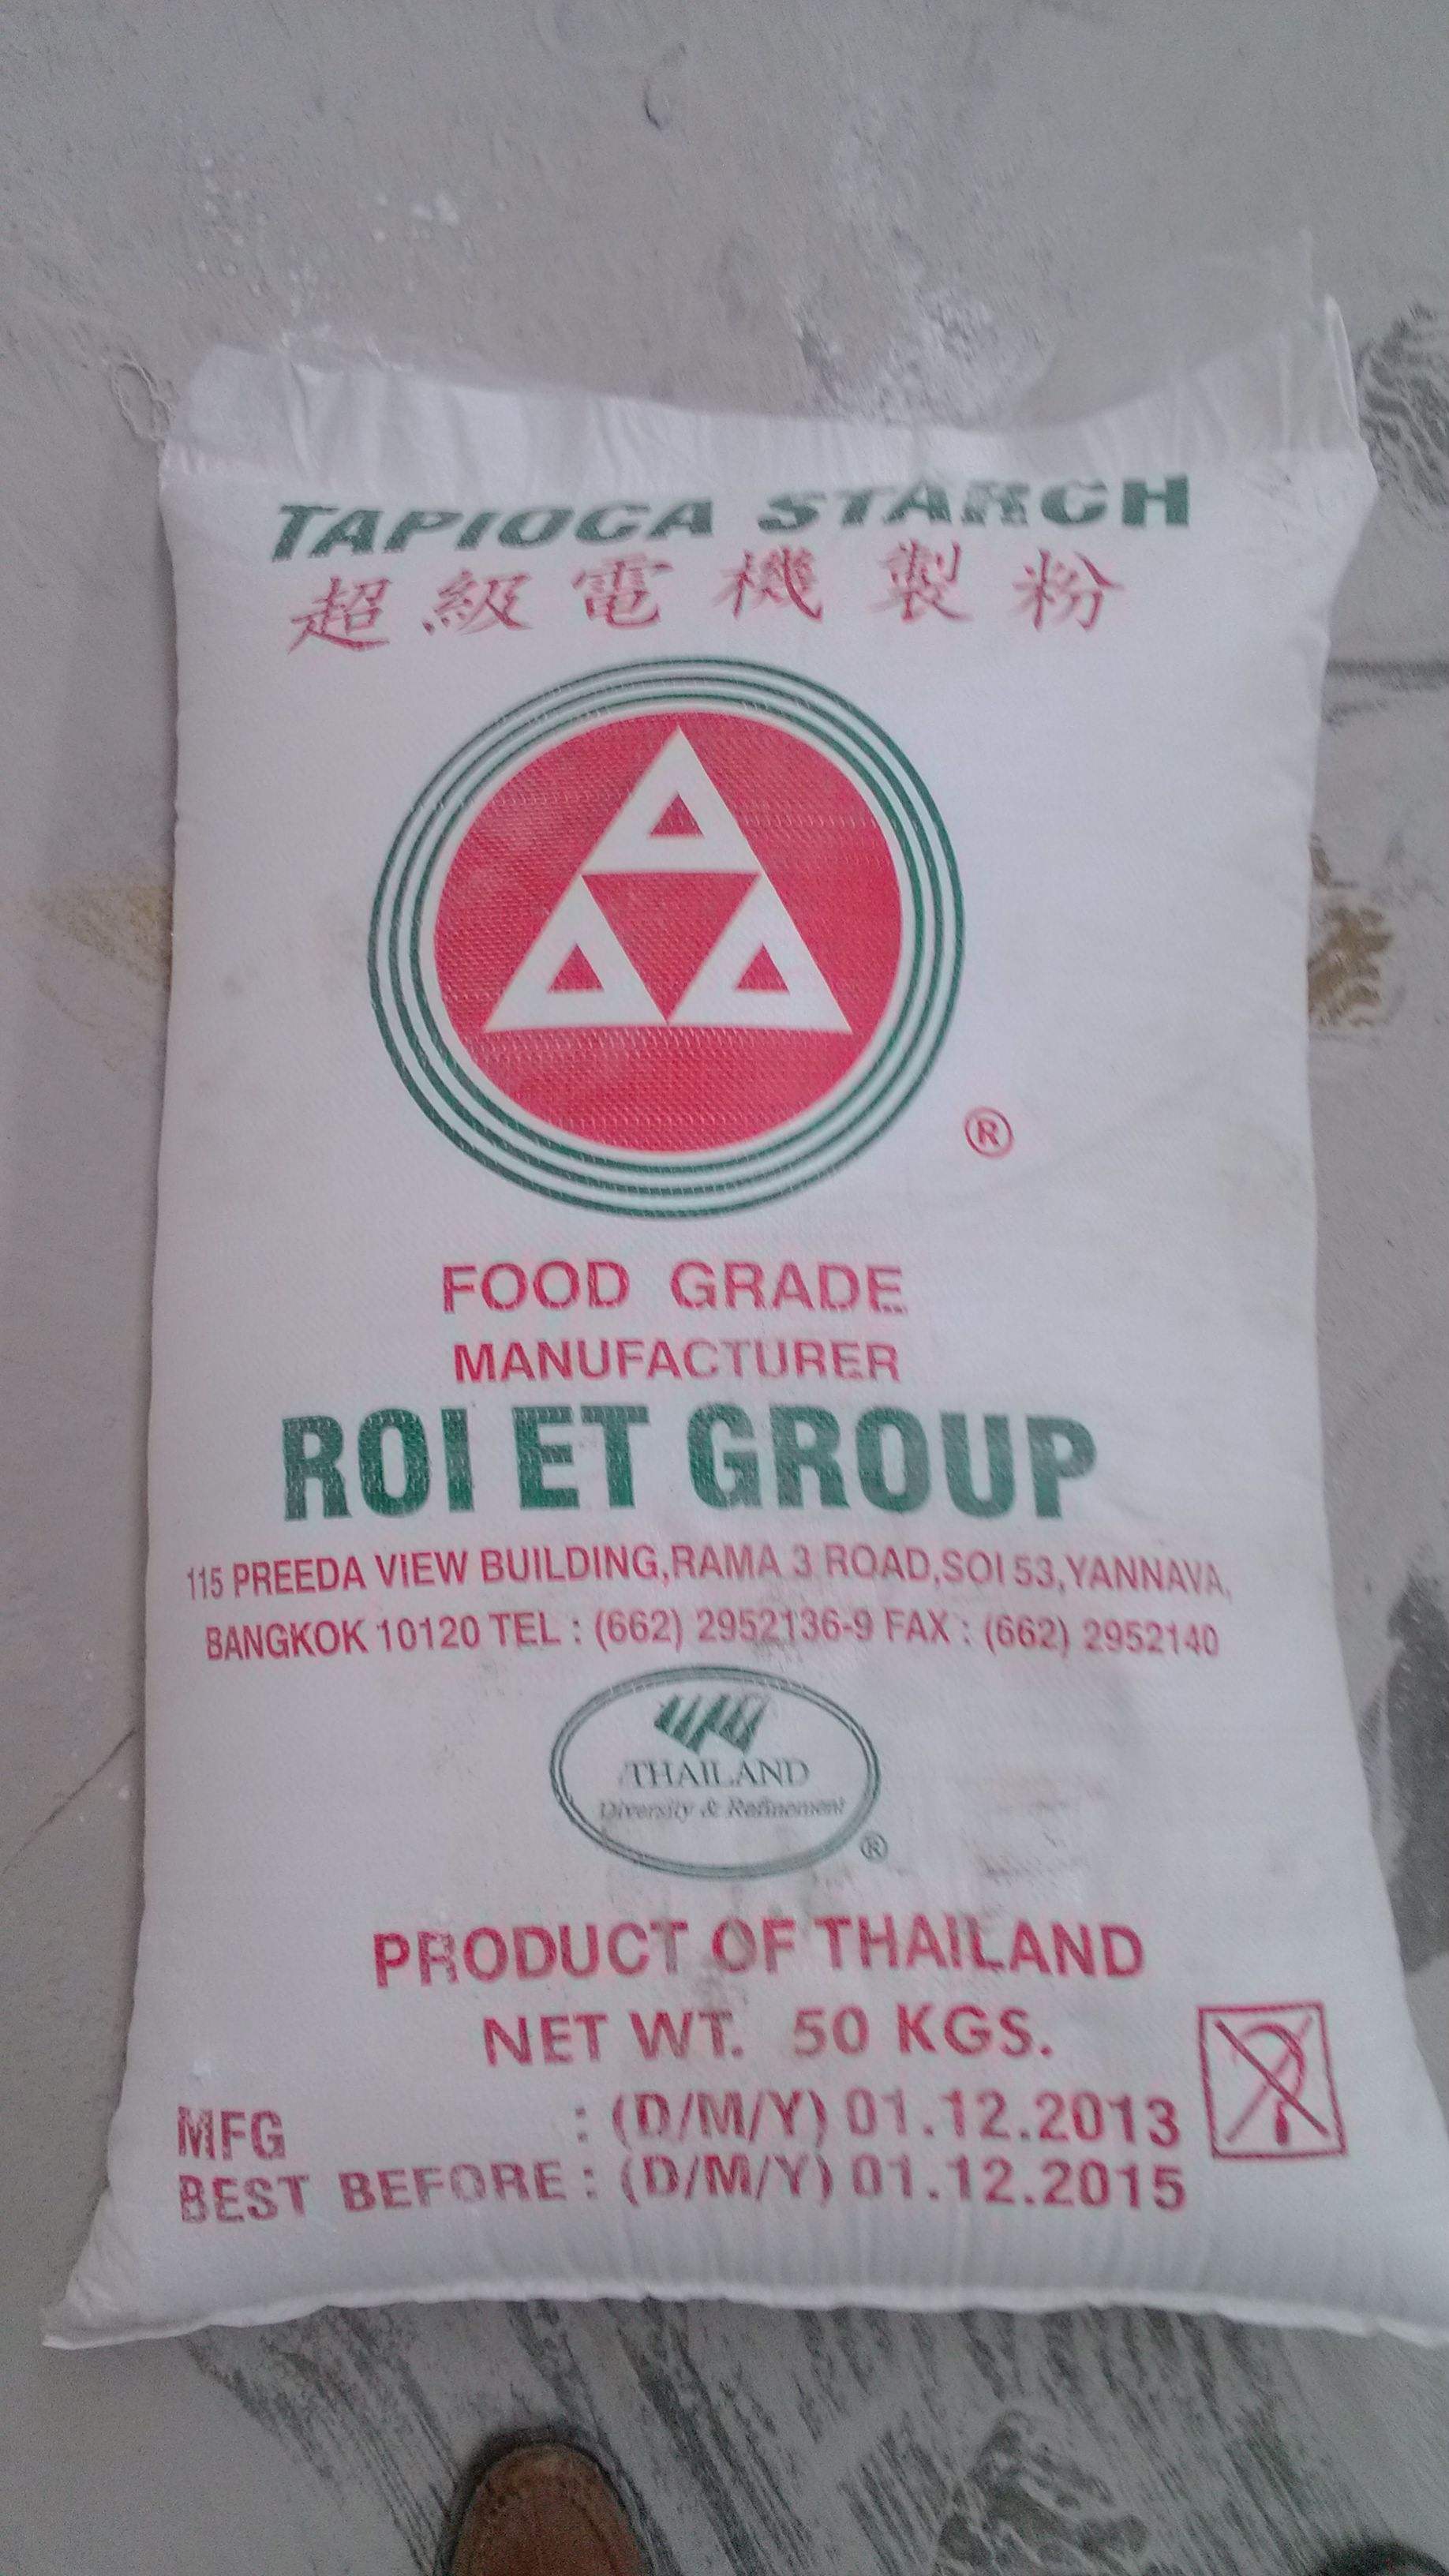 TAPIOCA STARCH
超級電機製粉
®
FOOD GRADE
MANUFACTURER
ROI ET GROUP
115 PREEDA VIEW BUILDING,RAMA 3 ROAD,SOI 53,YANNAVA,
BANGKOK 10120 TEL : (662) 2952136-9 FAX : (662) 2952140
THAILAND
Diversity & Refinement
®
PRODUCT OF THAILAND
NET WT. 50 KGS.
MFG : (D/M/Y) 01.12.2013
BEST BEFORE : (D/M/Y) 01.12.2015